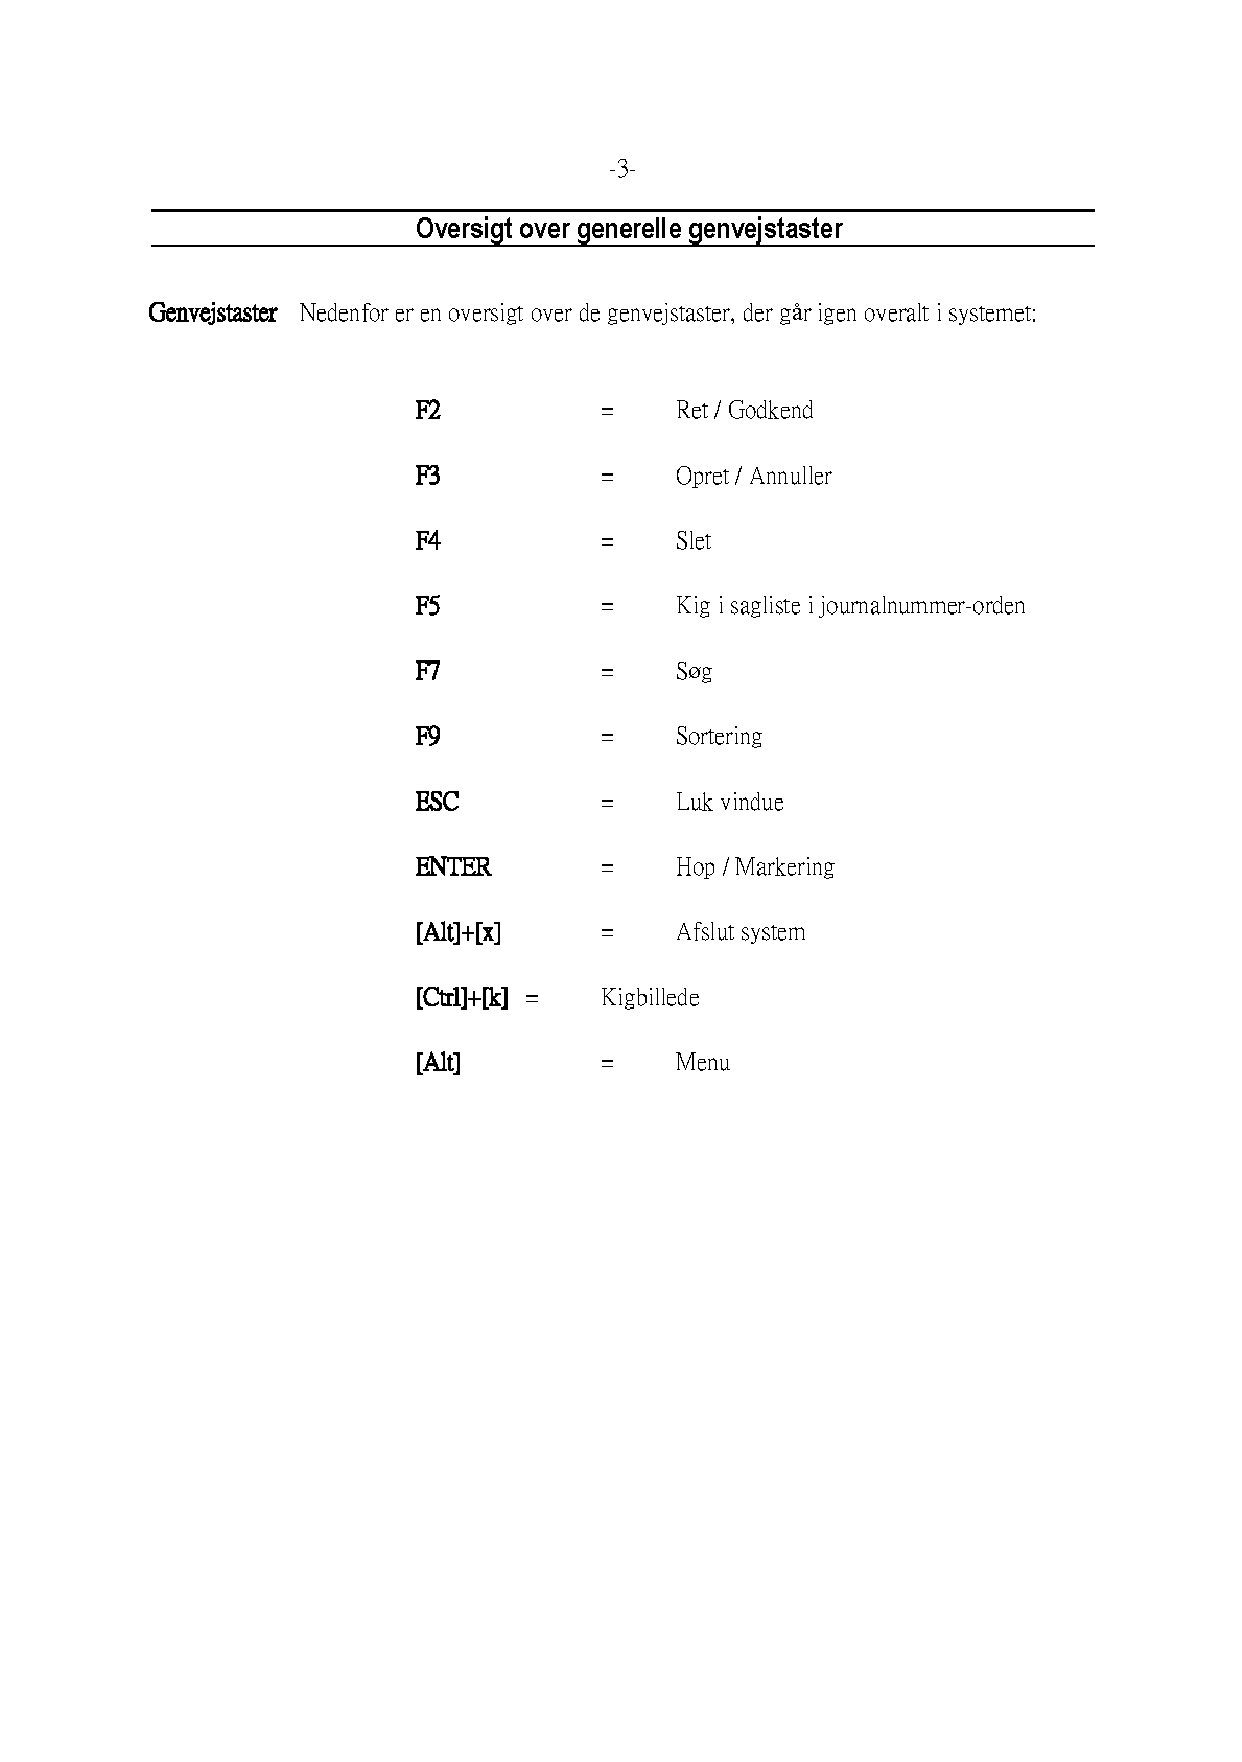 -3-
Oversigt over generelle genvejstaster
Genvejstaster Nedenfor er en oversigt over de genvejstaster, der går igen overalt i systemet:
F2 = Ret / Godkend
F3 = Opret / Annuller
F4 = Slet
F5 = Kig i sagliste i journalnummer-orden
F7 = Søg
F9 = Sortering
ESC = Luk vindue
ENTER = Hop / Markering
[Alt]+[x] = Afslut system
[Ctrl]+[k] = Kigbillede
[Alt] = Menu